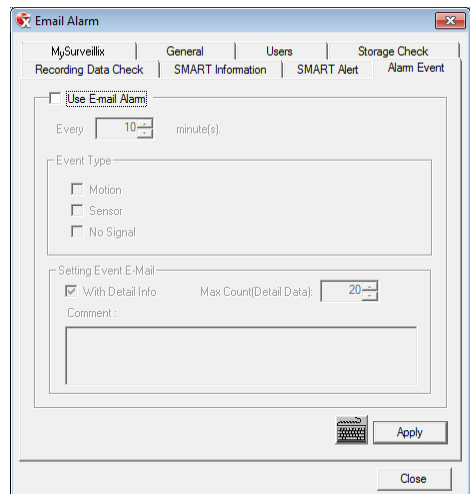 Email Alarm
MySurveillix General Users Storage Check
Recording Data Check SMART Information SMART Alert Alarm Event
Use E-mail Alarm
Every 10 minute(s).
Event Type
Motion
Sensor
No Signal
Setting Event E-Mail
With Detail Info Max Count(Detail Data): 20
Comment :
Apply
Close